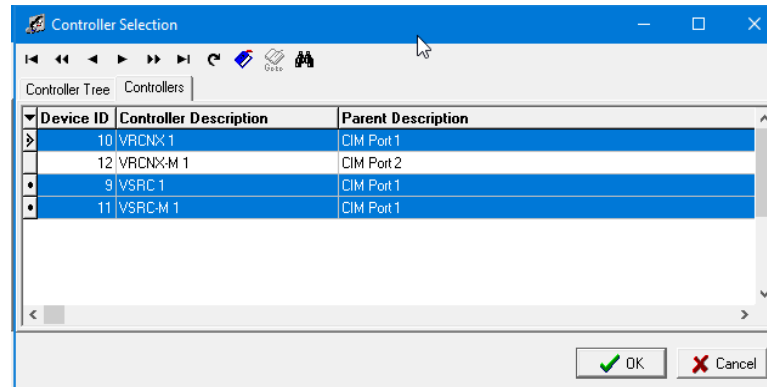 Controller Selection
Goto
Controller Tree Controllers
Device ID Controller Description Parent Description
10 VRCNX 1 CIM Port 1
12 VRCNX-M 1 CIM Port 2
9 VSRC 1 CIM Port 1
11 VSRC-M 1 CIM Port 1
OK Cancel